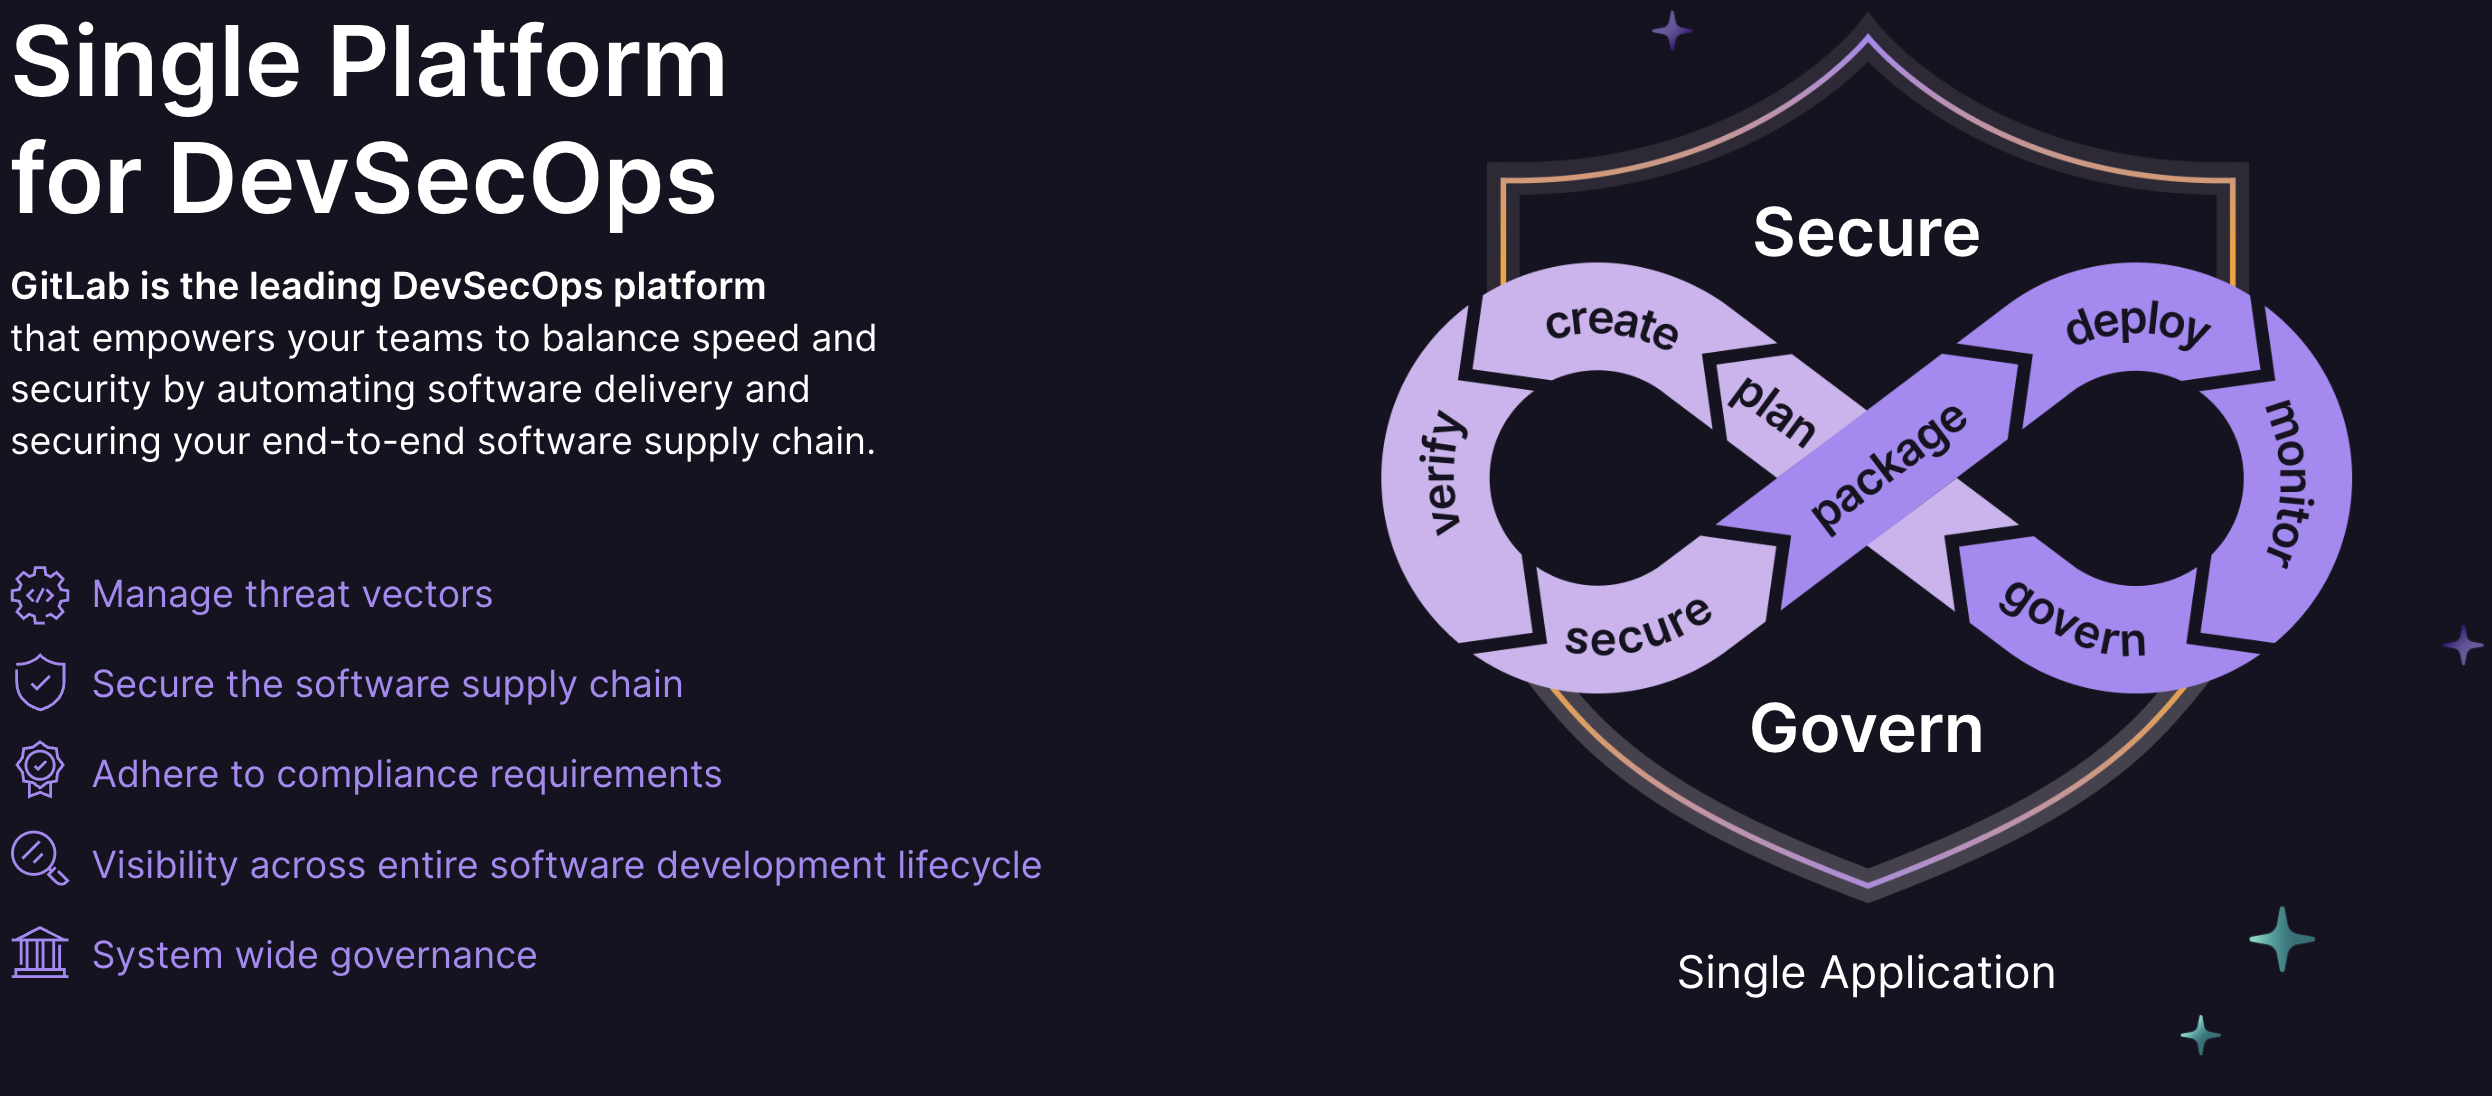 Single Platform
for DevSecOps
GitLab is the leading DevSecOps platform
that empowers your teams to balance speed and
security by automating software delivery and
securing your end-to-end software supply chain.
Manage threat vectors
Secure the software supply chain
Adhere to compliance requirements
Visibility across entire software development lifecycle
System wide governance
Secure
create
plan
verify
secure
package
deploy
monitor
govern
Govern
Single Application